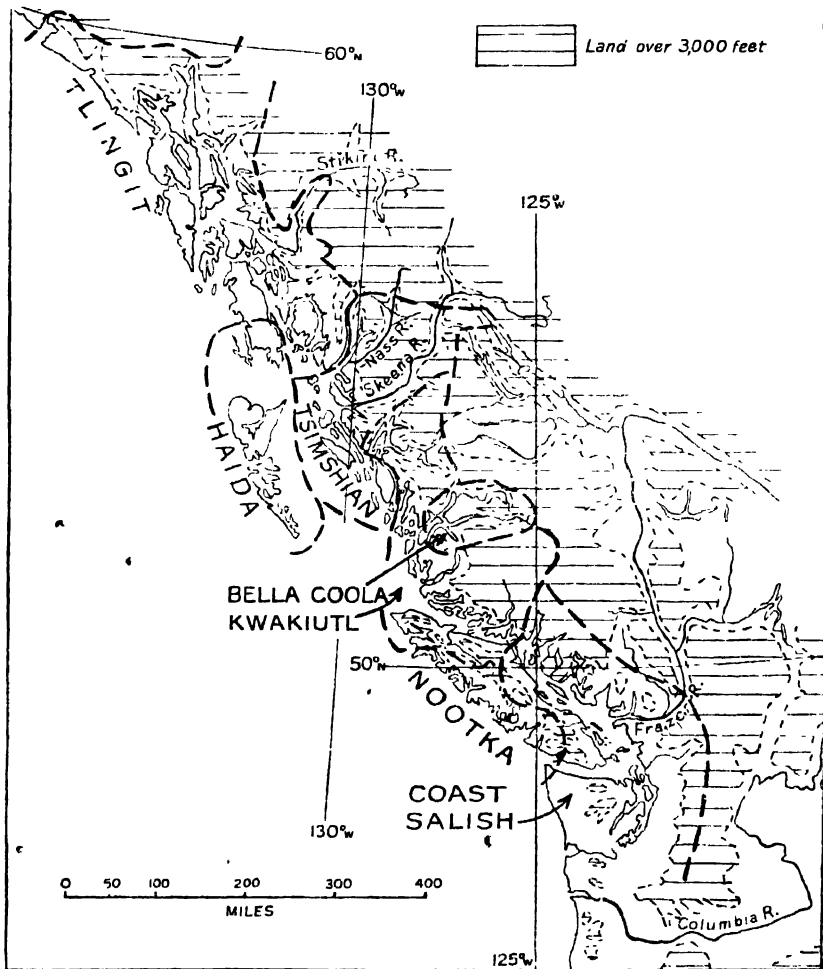 Land over 3,000 feet
60°N
130°W
TLINGIT
Stikine R.
125°W
Nass R.
Skeena R.
HAIDA
TSIMSHIAN
BELLA COOLA
KWAKIUTL
50°N
NOOTKA
Frazer R.
COAST
SALISH
130°W
0 50 100 200 300 400
MILES
Columbia R.
125°W